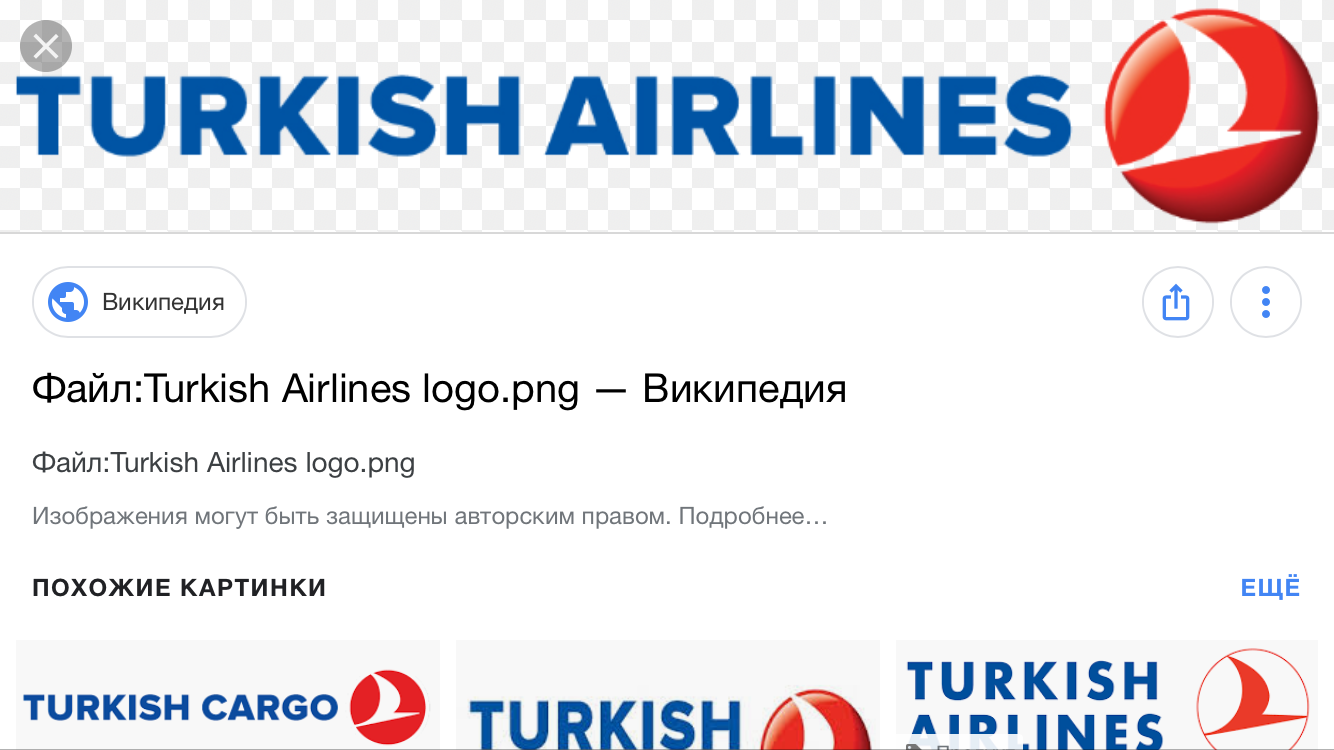 TURKISH AIRLINES
Википедия
Файл:Turkish Airlines logo.png — Википедия
Файл:Turkish Airlines logo.png
Изображения могут быть защищены авторским правом. Подробнее…
ПОХОЖИЕ КАРТИНКИ
ЕЩЁ
TURKISH CARGO
TURKISH
TURKISH
AIRLINES